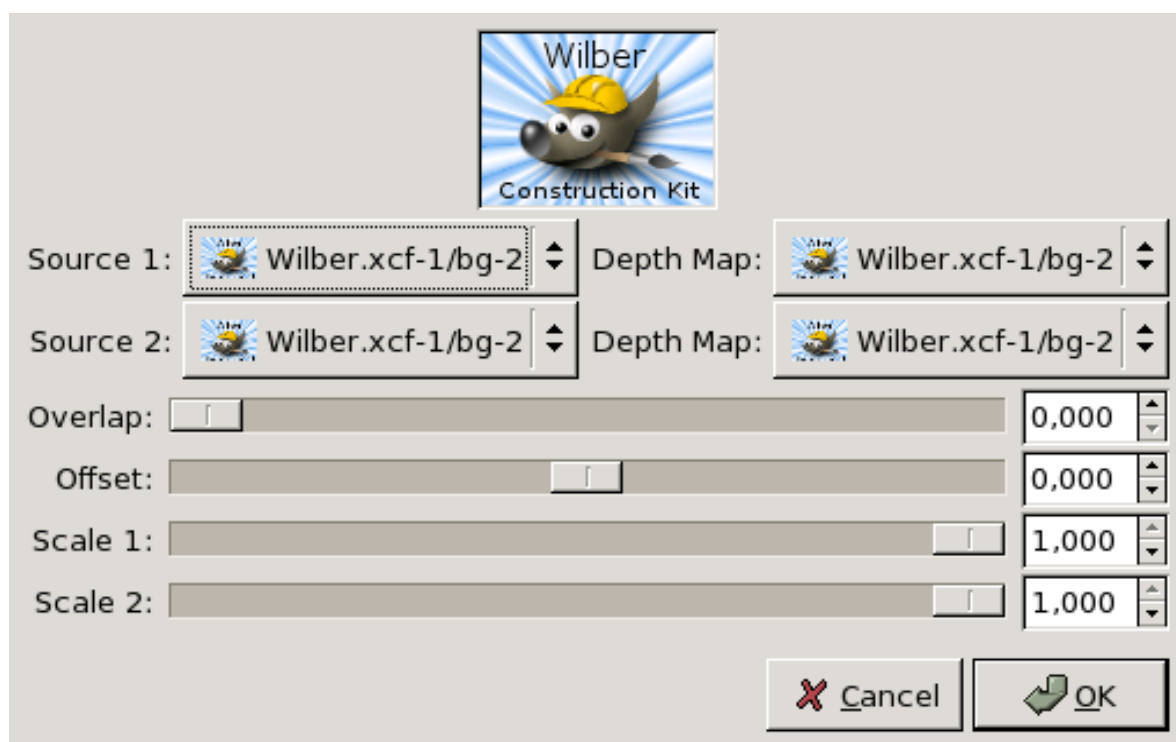 Wilber
Construction Kit
Source 1: Wilber.xcf-1/bg-2 Depth Map: Wilber.xcf-1/bg-2
Source 2: Wilber.xcf-1/bg-2 Depth Map: Wilber.xcf-1/bg-2
Overlap: 0,000
Offset: 0,000
Scale 1: 1,000
Scale 2: 1,000
Cancel OK